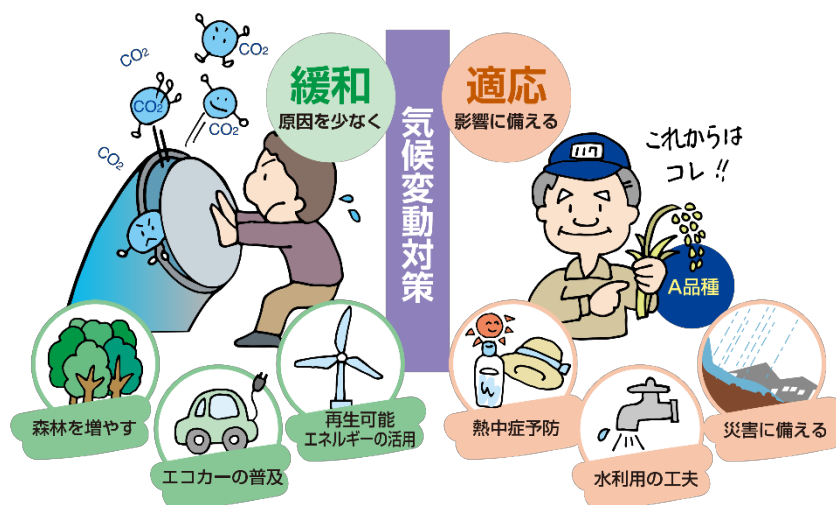 気候変動対策
緩和
原因を少なく
CO₂
CO₂
CO₂
CO₂
CO₂
森林を増やす
エコカーの普及
再生可能
エネルギーの活用
適応
影響に備える
これからは
コレ!!
A品種
熱中症予防
水利用の工夫
災害に備える